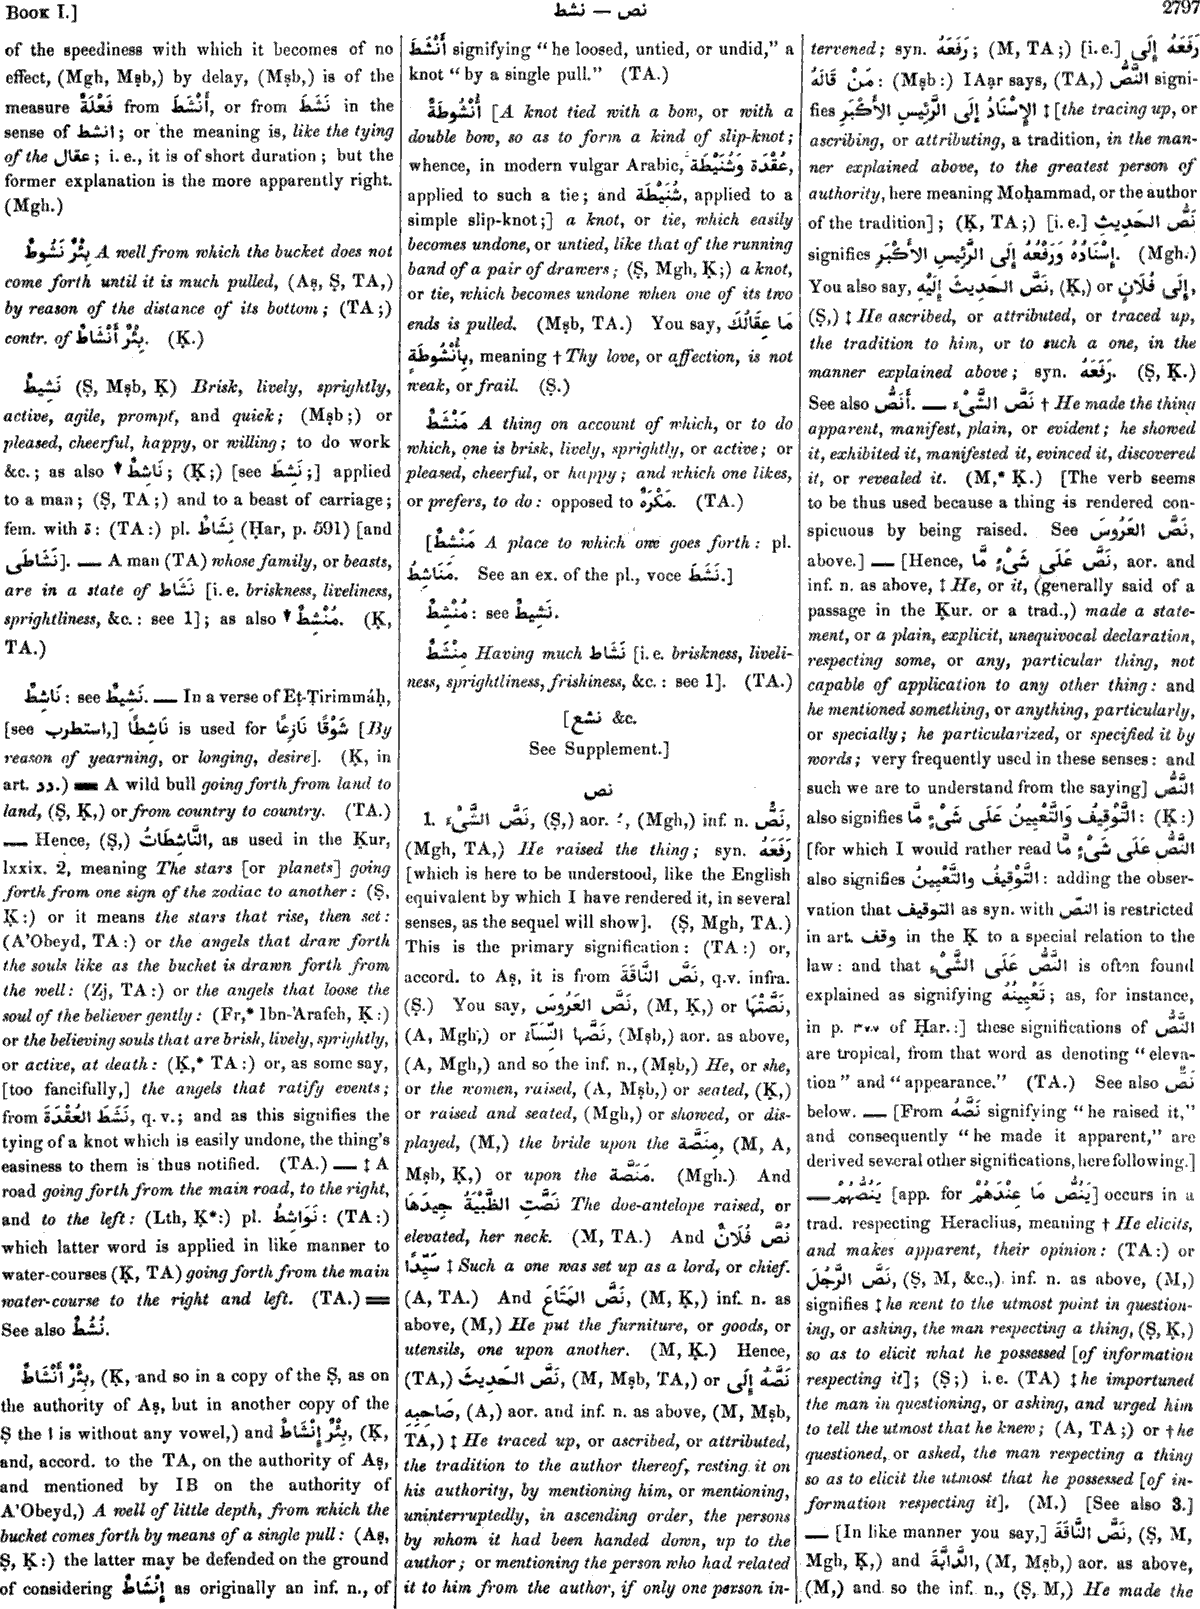 Book I.]
نص — نشط
2797
of the speediness with which it becomes of no
effect, (Mgh, Mṣb,) by delay, (Mṣb,) is of the
measure فَعْلَةٌ from أَنْشَطَ, or from نَشَطَ in the
sense of انشط; or the meaning is, like the tying
of the عقال; i. e., it is of short duration; but the
former explanation is the more apparently right.
(Mgh.)
بِئْرٌ نَشُوطٌ A well from which the bucket does not
come forth until it is much pulled, (Aṣ, Ṣ, TA,)
by reason of the distance of its bottom; (TA;)
contr. of بِئْرٌ أَنْشَاطٌ. (Ḳ.)
نَشِيطٌ (Ṣ, Mṣb, Ḳ) Brisk, lively, sprightly,
active, agile, prompt, and quick; (Mṣb;) or
pleased, cheerful, happy, or willing; to do work
&c.; as also ▼ نَاشِطٌ; (Ḳ;) [see نَشِطَ;] applied
to a man; (Ṣ, TA;) and to a beast of carriage;
fem. with ة: (TA:) pl. نِشَاطٌ (Ḥar, p. 591) [and
نَشَاطَى]. — A man (TA) whose family, or beasts,
are in a state of نَشَاط [i. e. briskness, liveliness,
sprightliness, &c.: see 1]; as also ▼ مُنْشِطٌ. (Ḳ,
TA.)
نَاشِطٌ: see نَشِيطٌ. — In a verse of Eṭ-Ṭirimmáḥ,
[see استطرب,] نَاشِطًا is used for شَوْقًا نَازِعًا [By
reason of yearning, or longing, desire]. (Ḳ, in
art. دد.) ▬ A wild bull going forth from land to
land, (Ṣ, Ḳ,) or from country to country. (TA.)
— Hence, (Ṣ,) النَّاشِطَاتُ, as used in the Ḳur,
lxxix. 2, meaning The stars [or planets] going
forth from one sign of the zodiac to another: (Ṣ,
Ḳ:) or it means the stars that rise, then set:
(A'Obeyd, TA:) or the angels that draw forth
the souls like as the bucket is drawn forth from
the well: (Zj, TA:) or the angels that loose the
soul of the believer gently: (Fr,* Ibn-'Arafeh, Ḳ:)
or the believing souls that are brisk, lively, sprightly,
or active, at death: (Ḳ,* TA:) or, as some say,
[too fancifully,] the angels that ratify events;
from نَشَطَ العُقْدَةَ, q. v.; and as this signifies the
tying of a knot which is easily undone, the thing's
easiness to them is thus notified. (TA.) — ‡ A
road going forth from the main road, to the right,
and to the left: (Lth, Ḳ*:) pl. نَوَاشِطُ: (TA:)
which latter word is applied in like manner to
water-courses (Ḳ, TA) going forth from the main
water-course to the right and left. (TA.) ▬
See also نُشُطٌ.
بِئْرٌ أَنْشَاطٌ, (Ḳ, and so in a copy of the Ṣ, as on
the authority of Aṣ, but in another copy of the
Ṣ the ا is without any vowel,) and بِئْرٌ إِنْشَاطٌ, (Ḳ,
and, accord. to the TA, on the authority of Aṣ,
and mentioned by IB on the authority of
A'Obeyd,) A well of little depth, from which the
bucket comes forth by means of a single pull: (Aṣ,
Ṣ, Ḳ:) the latter may be defended on the ground
of considering إِنْشَاطٌ as originally an inf. n., of
أَنْشَطَ signifying "he loosed, untied, or undid," a
knot "by a single pull." (TA.)
أُنْشُوطَةٌ [A knot tied with a bow, or with a
double bow, so as to form a kind of slip-knot;
whence, in modern vulgar Arabic, عُقْدَة وَشُنَيْطَة,
applied to such a tie; and شُنَيْطَة, applied to a
simple slip-knot;] a knot, or tie, which easily
becomes undone, or untied, like that of the running
band of a pair of drawers; (Ṣ, Mgh, Ḳ;) a knot,
or tie, which becomes undone when one of its two
ends is pulled. (Mṣb, TA.) You say, مَا عِقَالُكَ
بِأُنْشُوطَةٍ, meaning † Thy love, or affection, is not
weak, or frail. (Ṣ.)
مَنْشَطٌ A thing on account of which, or to do
which, one is brisk, lively, sprightly, or active; or
pleased, cheerful, or happy; and which one likes,
or prefers, to do: opposed to مَكْرَهٌ. (TA.)
[مَنْشَطٌ A place to which one goes forth: pl.
مَنَاشِطُ. See an ex. of the pl., voce نَشَطَ.]
مُنْشِطٌ: see نَشِيطٌ.
مِنْشَطٌ Having much نَشَاط [i. e. briskness, liveli-
ness, sprightliness, friskiness, &c.: see 1]. (TA.)
[نشع &c.
See Supplement.]
نص
1. نَصَّ الشَّىْءَ, (Ṣ,) aor. ـُ, (Mgh,) inf. n. نَصٌّ,
(Mgh, TA,) He raised the thing; syn. رَفَعَهُ
[which is here to be understood, like the English
equivalent by which I have rendered it, in several
senses, as the sequel will show]. (Ṣ, Mgh, TA.)
This is the primary signification: (TA:) or,
accord. to Aṣ, it is from نَصَّ النَّاقَةَ, q.v. infra.
(Ṣ.) You say, نَصَّ العَرُوسَ, (M, Ḳ,) or نَصَّتْهَا
(A, Mgh,) or نَصَّهَا النِّسَآءُ, (Mṣb,) aor. as above,
(A, Mgh,) and so the inf. n., (Mṣb,) He, or she,
or the women, raised, (A, Mṣb,) or seated, (Ḳ,)
or raised and seated, (Mgh,) or showed, or dis-
played, (M,) the bride upon the مِنَصَّة, (M, A,
Mṣb, Ḳ,) or upon the مَنَصَّة. (Mgh.) And
نَصَّتِ الظَّبْيَةُ جِيدَهَا The doe-antelope raised, or
elevated, her neck. (M, TA.) And نُصَّ فُلَانٌ
سَيِّدًا ‡ Such a one was set up as a lord, or chief.
(A, TA.) And نَصَّ المَتَاعَ, (M, Ḳ,) inf. n. as
above, (M,) He put the furniture, or goods, or
utensils, one upon another. (M, Ḳ.) Hence,
(TA,) نَصَّ الحَدِيثَ, (M, Mṣb, TA,) or نَصَّهُ إِلَى
صَاحِبِهِ, (A,) aor. and inf. n. as above, (M, Mṣb,
TA,) ‡ He traced up, or ascribed, or attributed,
the tradition to the author thereof, resting it on
his authority, by mentioning him, or mentioning,
uninterruptedly, in ascending order, the persons
by whom it had been handed down, up to the
author; or mentioning the person who had related
it to him from the author, if only one person in-
tervened; syn. رَفَعَهُ; (M, TA;) [i. e.] رَفَعَهُ إِلَى
مَنْ قَالَهُ: (Mṣb:) IAạr says, (TA,) النَّصُّ signi-
fies الإِسْنَادُ إِلَى الرَّئِيسِ الأَكْبَرِ ‡ [the tracing up, or
ascribing, or attributing, a tradition, in the man-
ner explained above, to the greatest person of
authority, here meaning Moḥammad, or the author
of the tradition]; (Ḳ, TA;) [i. e.] نَصُّ الحَدِيثِ
signifies إِسْنَادُهُ وَرَفْعُهُ إِلَى الرَّئِيسِ الأَكْبَرِ. (Mgh.)
You also say, نَصَّ الحَدِيثَ إِلَيْهِ, (Ḳ,) or إِلَى فُلَانٍ,
(Ṣ,) ‡ He ascribed, or attributed, or traced up,
the tradition to him, or to such a one, in the
manner explained above; syn. رَفَعَهُ. (Ṣ, Ḳ.)
See also أَنَصُّ. — نَصَّ الشَّىْءَ † He made the thing
apparent, manifest, plain, or evident; he showed
it, exhibited it, manifested it, evinced it, discovered
it, or revealed it. (M,* Ḳ.) [The verb seems
to be thus used because a thing is rendered con-
spicuous by being raised. See نَصَّ العَرُوسَ,
above.] — [Hence, نَصَّ عَلَى شَىْءٍ مَّا, aor. and
inf. n. as above, ‡ He, or it, (generally said of a
passage in the Ḳur. or a trad.,) made a state-
ment, or a plain, explicit, unequivocal declaration,
respecting some, or any, particular thing, not
capable of application to any other thing: and
he mentioned something, or anything, particularly,
or specially; he particularized, or specified it by
words; very frequently used in these senses: and
such we are to understand from the saying] النَّصُّ
also signifies التَّوْقِيفُ وَالتَّعْيِينُ عَلَى شَىْءٍ مَّا: (Ḳ:)
[for which I would rather read النَّصُّ عَلَى شَىْءٍ مَّا
also signifies التَّوْقِيفُ والتَّعْيِينُ: adding the obser-
vation that التوقيف as syn. with النصّ is restricted
in art. وقف in the Ḳ to a special relation to the
law: and that النَّصُّ عَلَى الشَّىْءِ is often found
explained as signifying تَعْيِينُهُ; as, for instance,
in p. ٣٧٧ of Ḥar.:] these significations of النَّصُّ
are tropical, from that word as denoting "eleva-
tion" and "appearance." (TA.) See also نَصٌّ
below. — [From نَصَّهُ signifying "he raised it,"
and consequently "he made it apparent," are
derived several other significations, here following.]
— يَنُصُّهُمْ [app. for يَنُصُّ مَا عِنْدَهُمْ] occurs in a
trad. respecting Heraclius, meaning † He elicits,
and makes apparent, their opinion: (TA:) or
نَصَّ الرَّجُلَ, (Ṣ, M, &c.,) inf. n. as above, (M,)
signifies ‡ he went to the utmost point in question-
ing, or asking, the man respecting a thing, (Ṣ, Ḳ,)
so as to elicit what he possessed [of information
respecting it]; (Ṣ;) i. e. (TA) ‡ he importuned
the man in questioning, or asking, and urged him
to tell the utmost that he knew; (A, TA;) or † he
questioned, or asked, the man respecting a thing
so as to elicit the utmost that he possessed [of in-
formation respecting it]. (M.) [See also 3.]
— [In like manner you say,] نَصَّ النَّاقَةَ, (Ṣ, M,
Mgh, Ḳ,) and الدَّابَّةَ, (M, Mṣb,) aor. as above,
(M,) and so the inf. n., (Ṣ, M,) He made the